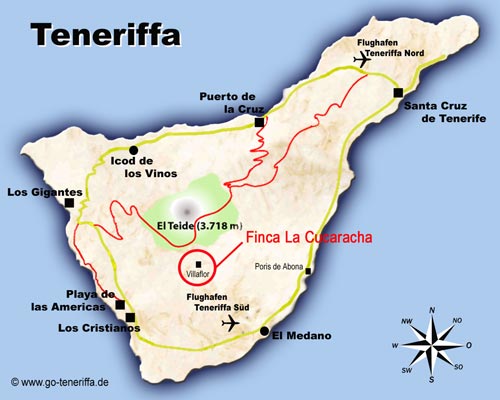 Teneriffa
Flughafen
Teneriffa Nord
Puerto de
la Cruz
Santa Cruz
de Tenerife
Icod de
los Vinos
Los Gigantes
El Teide (3.718 m)
Finca La Cucaracha
Villaflor
Poris de Abona
Playa de
las Americas
Flughafen
Teneriffa Süd
Los Cristianos
El Medano
N
NW
NO
W
O
SW
SO
S
© www.go-teneriffa.de